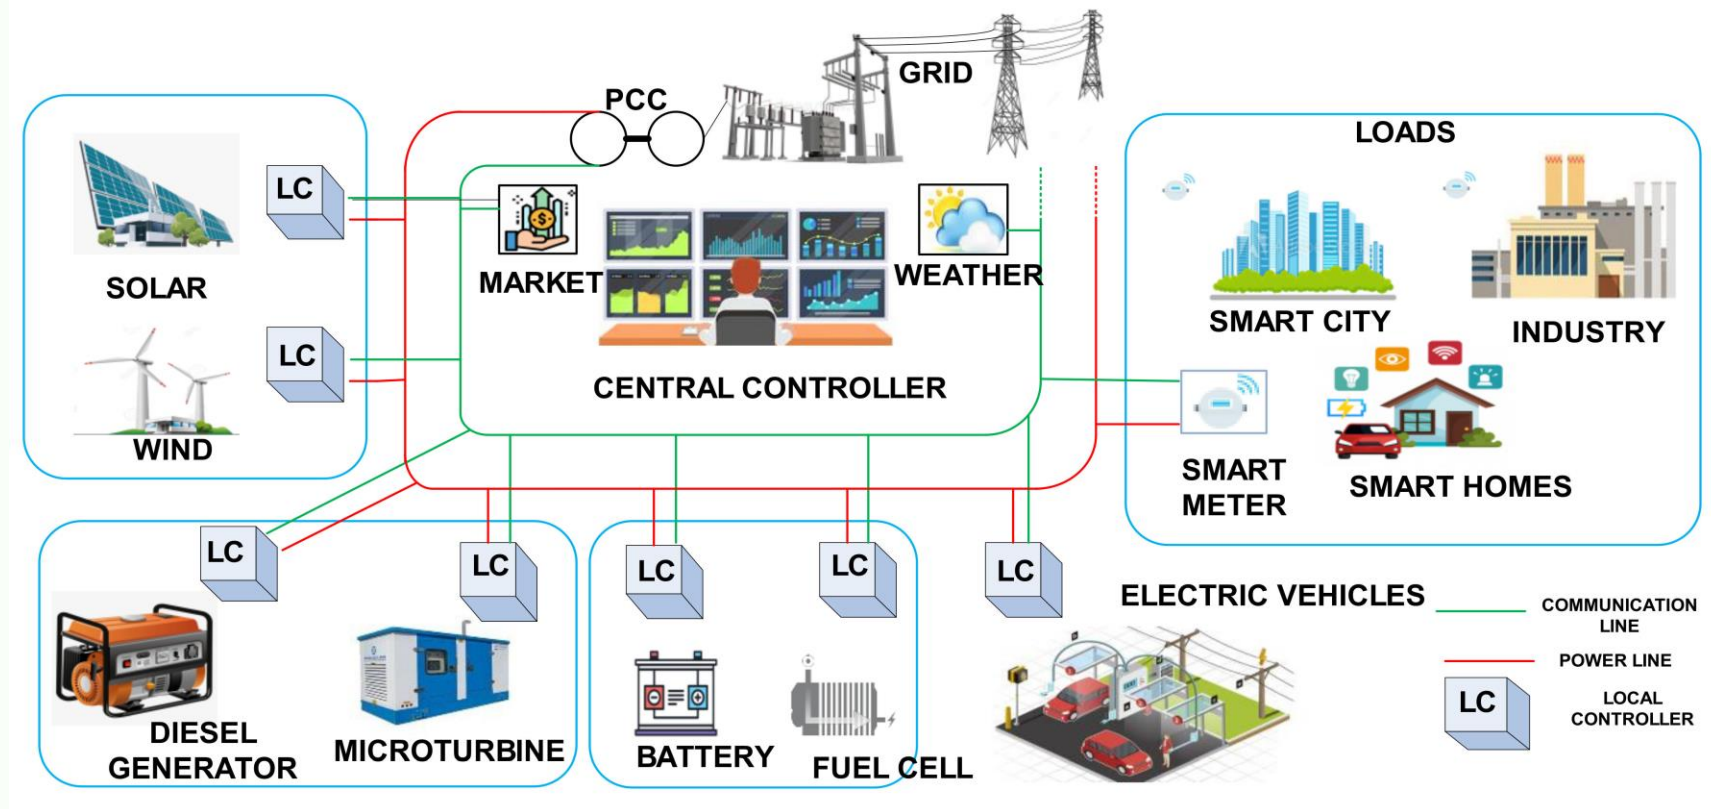 PCC
GRID
LOADS
LC
SOLAR
MARKET
WEATHER
SMART CITY
INDUSTRY
LC
WIND
CENTRAL CONTROLLER
SMART
METER
SMART HOMES
LC
LC
LC
LC
LC
DIESEL
GENERATOR
MICROTURBINE
BATTERY
FUEL CELL
ELECTRIC VEHICLES
COMMUNICATION
LINE
POWER LINE
LC
LOCAL
CONTROLLER